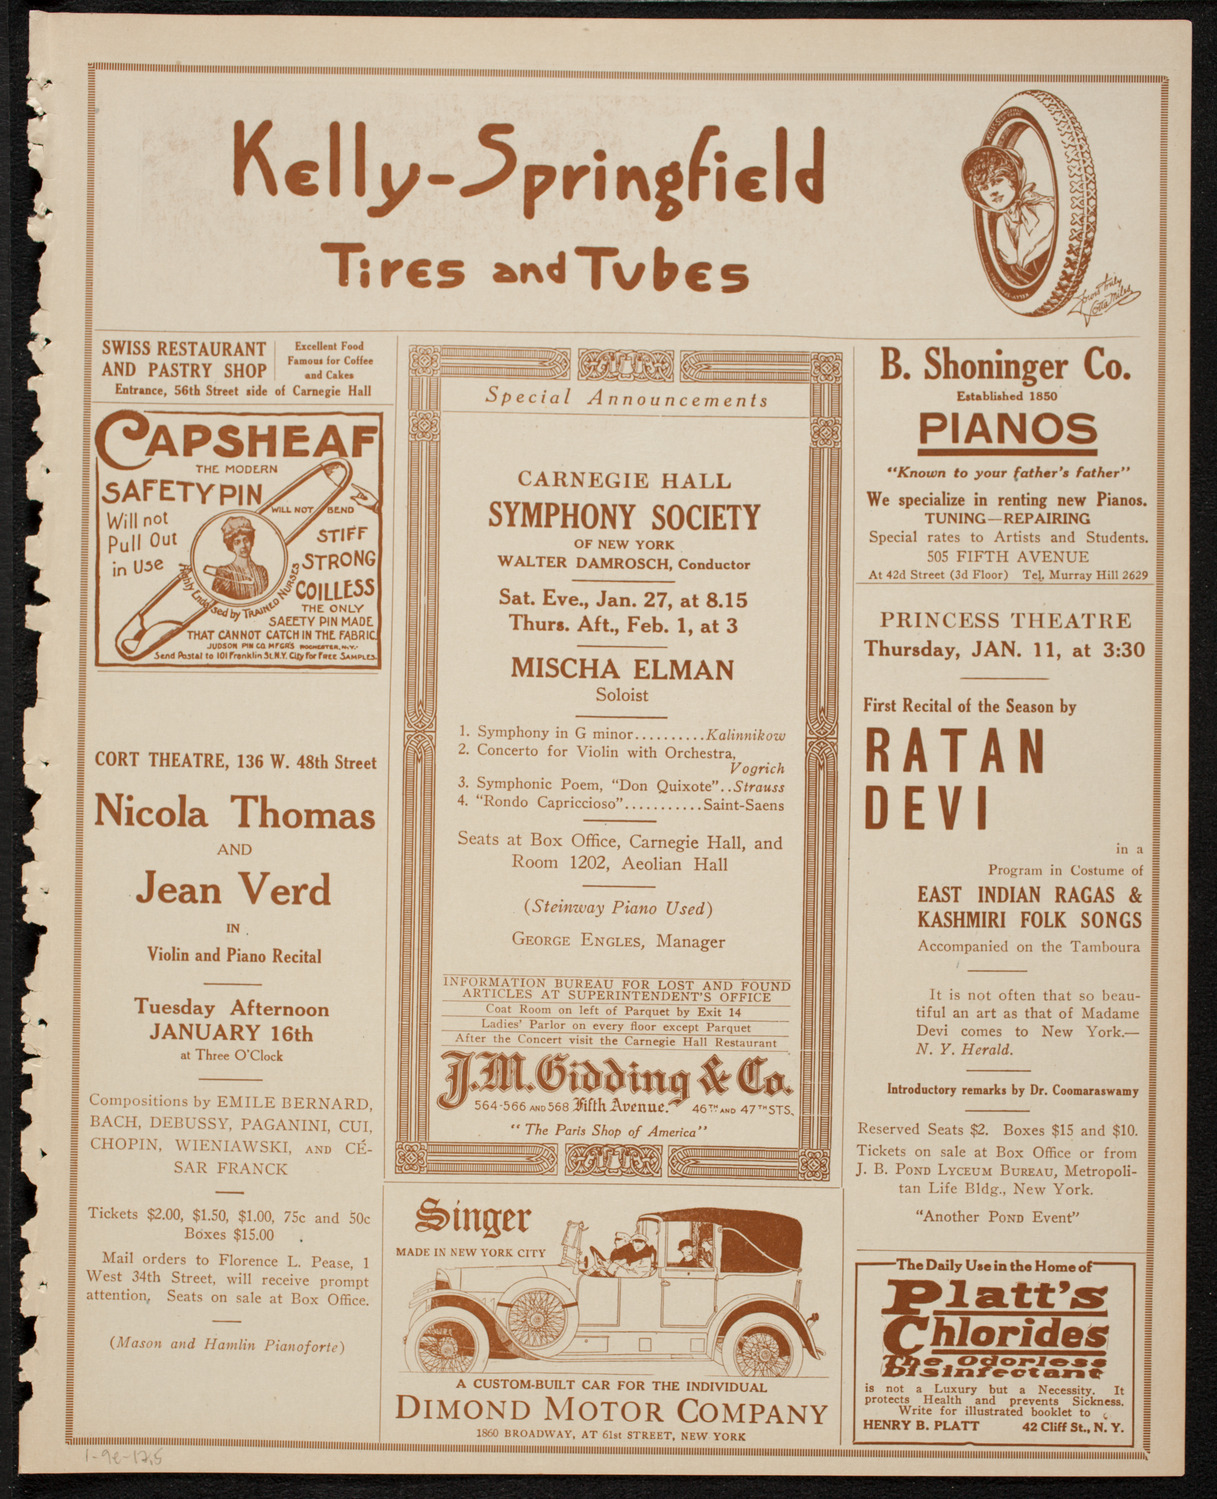 Kelly-Springfield
Tires and Tubes
Yours truly
Lotta Miles
SWISS RESTAURANT
AND PASTRY SHOP
Excellent Food
Famous for Coffee
and Cakes
Entrance, 56th Street side of Carnegie Hall
CAPSHEAF
THE MODERN
SAFETY PIN
WILL NOT BEND
Will not
Pull Out
in Use
STIFF
STRONG
COILLESS
Highly Endorsed by TRAINED NURSES
THE ONLY
SAFETY PIN MADE
THAT CANNOT CATCH IN THE FABRIC.
JUDSON PIN CO. MFGRS ROCHESTER, N.Y.
Send Postal to 101 Franklin St. N.Y. City For Free SAMPLES.
CORT THEATRE, 136 W. 48th Street
Nicola Thomas
AND
Jean Verd
IN
Violin and Piano Recital
Tuesday Afternoon
JANUARY 16th
at Three O'Clock
Compositions by EMILE BERNARD,
BACH, DEBUSSY, PAGANINI, CUI,
CHOPIN, WIENIAWSKI, AND CÉ-
SAR FRANCK
Tickets $2.00, $1.50, $1.00, 75c and 50c
Boxes $15.00
Mail orders to Florence L. Pease, 1
West 34th Street, will receive prompt
attention, Seats on sale at Box Office.
(Mason and Hamlin Pianoforte)
Special Announcements
CARNEGIE HALL
SYMPHONY SOCIETY
OF NEW YORK
WALTER DAMROSCH, Conductor
Sat. Eve., Jan. 27, at 8.15
Thurs. Aft., Feb. 1, at 3
MISCHA ELMAN
Soloist
1. Symphony in G minor..........Kalinnikow
2. Concerto for Violin with Orchestra,
Vogrich
3. Symphonic Poem, "Don Quixote"..Strauss
4. "Rondo Capriccioso"...........Saint-Saens
Seats at Box Office, Carnegie Hall, and
Room 1202, Aeolian Hall
(Steinway Piano Used)
GEORGE ENGLES, Manager
INFORMATION BUREAU FOR LOST AND FOUND
ARTICLES AT SUPERINTENDENT'S OFFICE
Coat Room on left of Parquet by Exit 14
Ladies' Parlor on every floor except Parquet
After the Concert visit the Carnegie Hall Restaurant
J.M. Gidding & Co.
564-566 AND 568 Fifth Avenue. 46TH AND 47TH STS.
"The Paris Shop of America"
Singer
MADE IN NEW YORK CITY
A CUSTOM-BUILT CAR FOR THE INDIVIDUAL
DIMOND MOTOR COMPANY
1860 BROADWAY, AT 61st STREET, NEW YORK
B. Shoninger Co.
Established 1850
PIANOS
"Known to your father's father"
We specialize in renting new Pianos.
TUNING—REPAIRING
Special rates to Artists and Students.
505 FIFTH AVENUE
At 42d Street (3d Floor) Tel. Murray Hill 2629
PRINCESS THEATRE
Thursday, JAN. 11, at 3:30
First Recital of the Season by
RATAN
DEVI
in a
Program in Costume of
EAST INDIAN RAGAS &
KASHMIRI FOLK SONGS
Accompanied on the Tamboura
It is not often that so beau-
tiful an art as that of Madame
Devi comes to New York.—
N. Y. Herald.
Introductory remarks by Dr. Coomaraswamy
Reserved Seats $2. Boxes $15 and $10.
Tickets on sale at Box Office or from
J. B. POND LYCEUM BUREAU, Metropoli-
tan Life Bldg., New York.
"Another POND Event"
The Daily Use in the Home of
Platt's
Chlorides
The Odorless
Disinfectant
is not a Luxury but a Necessity. It
protects Health and prevents Sickness.
Write for illustrated booklet to
HENRY B. PLATT 42 Cliff St., N. Y.